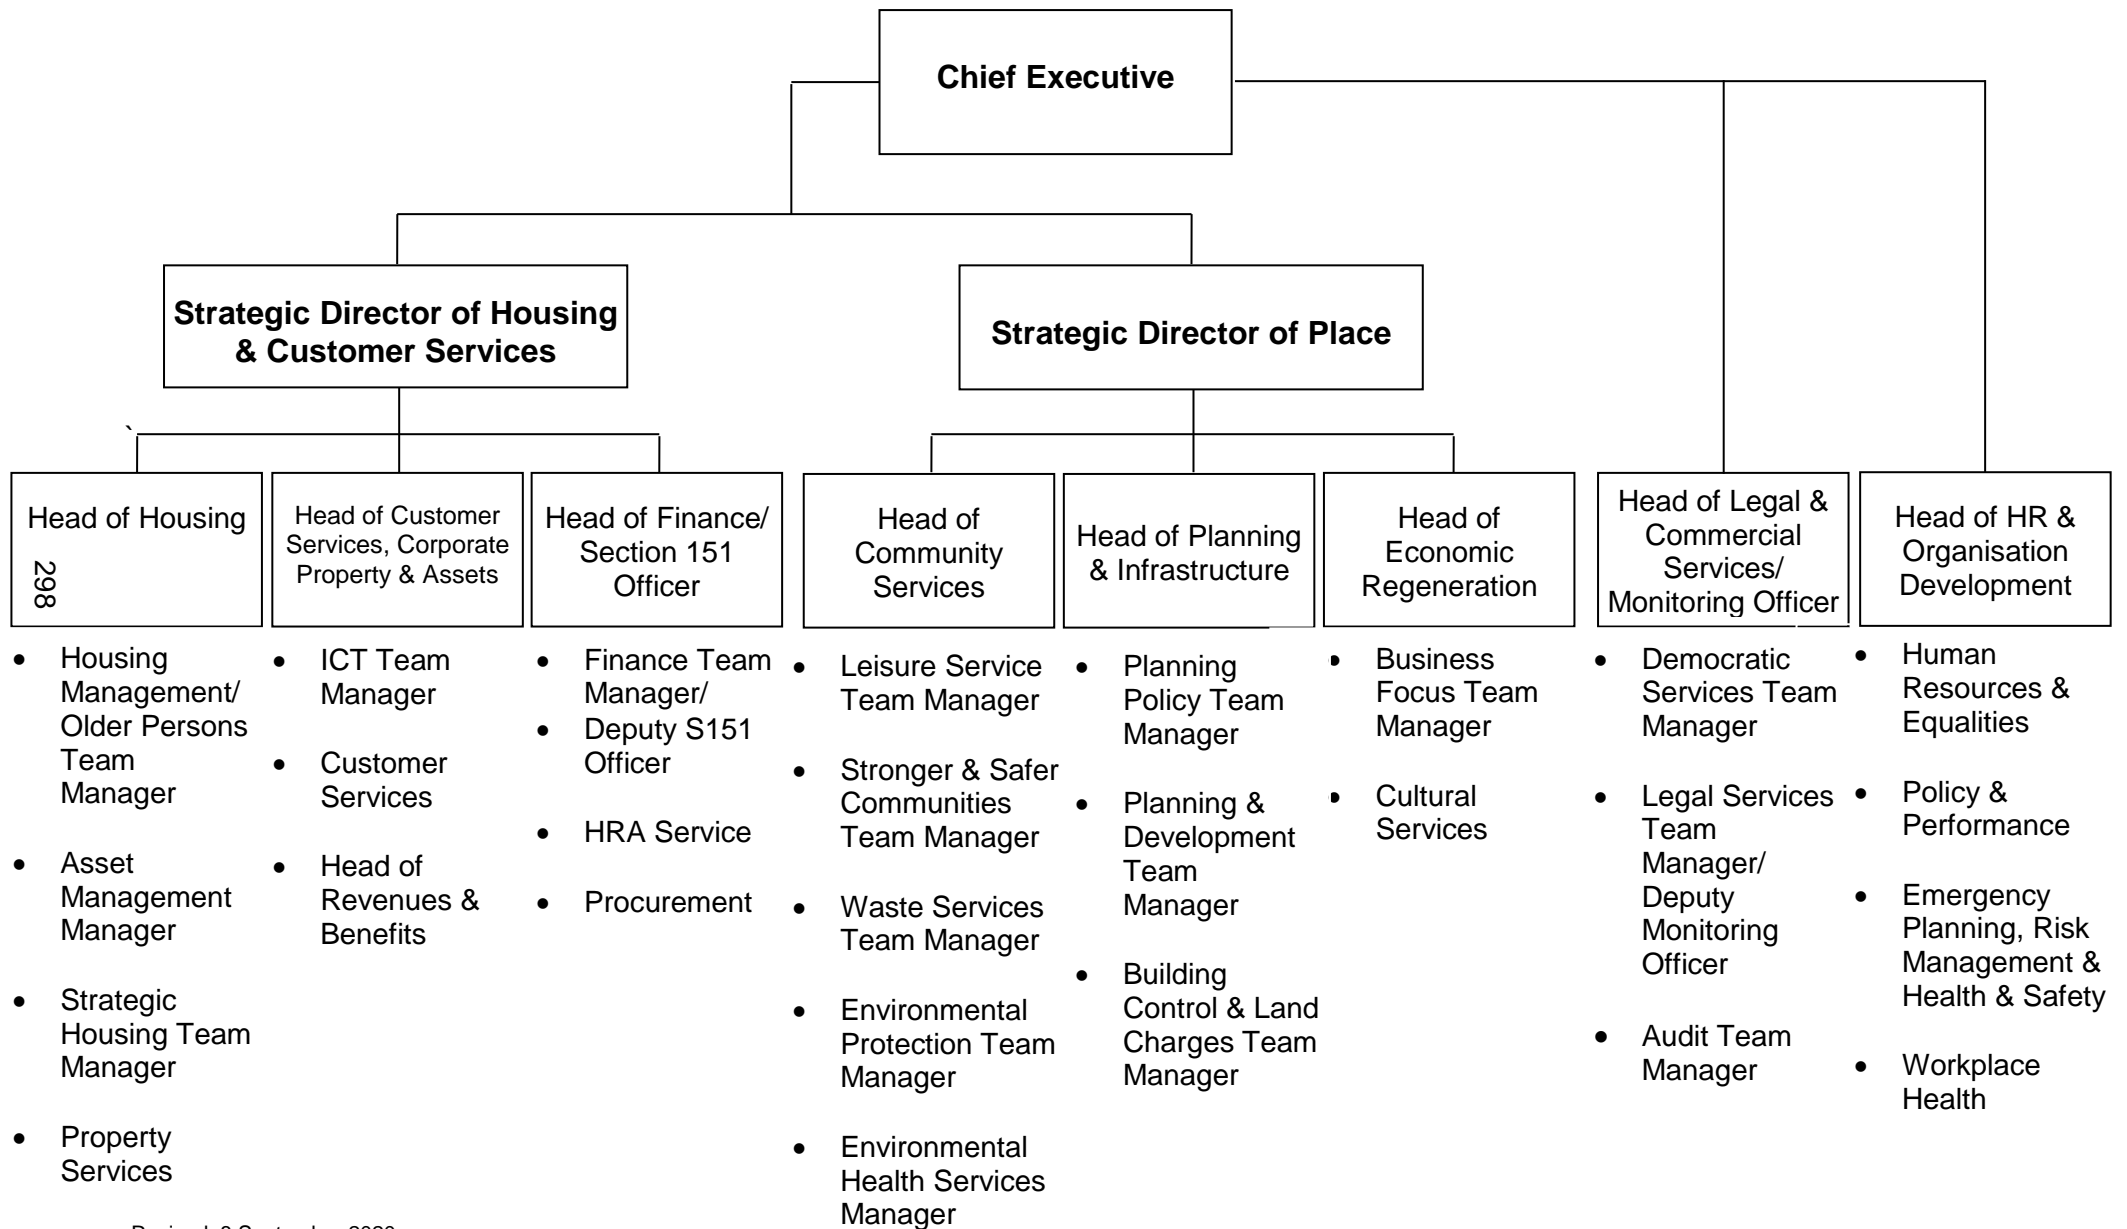 Chief Executive
Strategic Director of Housing
& Customer Services
Strategic Director of Place
`
Head of Housing
298
Head of Customer
Services, Corporate
Property & Assets
Head of Finance/
Section 151
Officer
Head of
Community
Services
Head of Planning
& Infrastructure
Head of
Economic
Regeneration
Head of Legal &
Commercial
Services/
Monitoring Officer
Head of HR &
Organisation
Development
• Housing
Management/
Older Persons
Team
Manager
• Asset
Management
Manager
• Strategic
Housing Team
Manager
• Property
Services
• ICT Team
Manager
• Customer
Services
• Head of
Revenues &
Benefits
• Finance Team
Manager/
• Deputy S151
Officer
• HRA Service
• Procurement
• Leisure Service
Team Manager
• Stronger & Safer
Communities
Team Manager
• Waste Services
Team Manager
• Environmental
Protection Team
Manager
• Environmental
Health Services
Manager
• Planning
Policy Team
Manager
• Planning &
Development
Team
Manager
• Building
Control & Land
Charges Team
Manager
• Business
Focus Team
Manager
• Cultural
Services
• Democratic
Services Team
Manager
• Legal Services
Team
Manager/
Deputy
Monitoring
Officer
• Audit Team
Manager
• Human
Resources &
Equalities
• Policy &
Performance
• Emergency
Planning, Risk
Management &
Health & Safety
• Workplace
Health